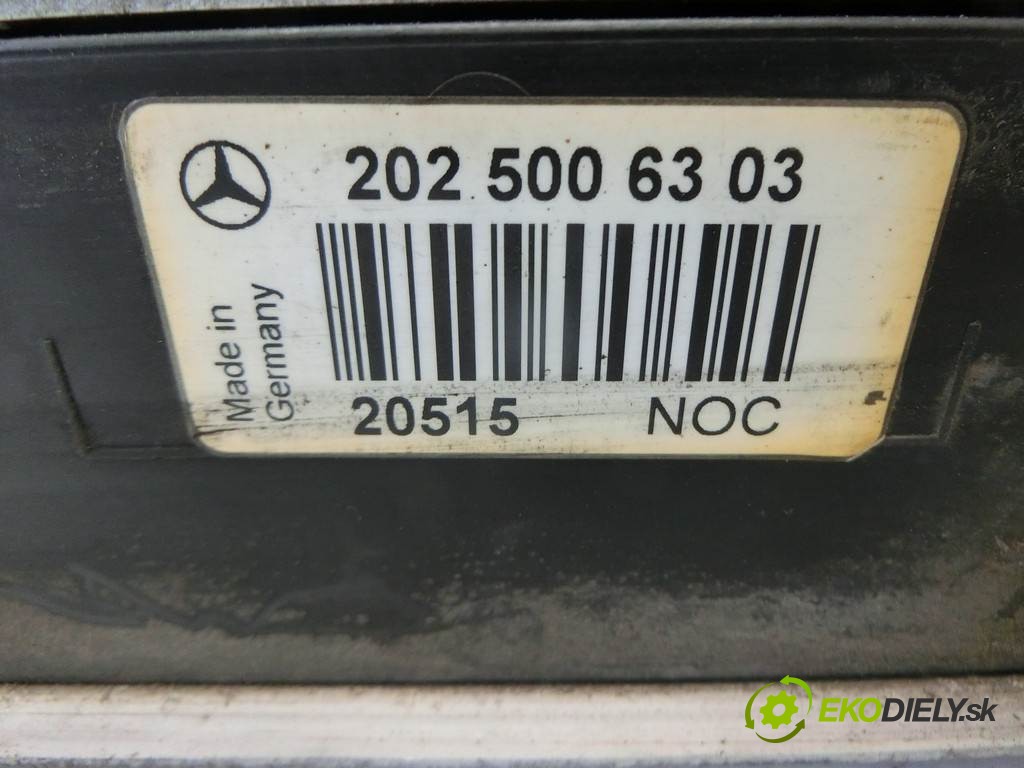 202 500 63 03
Made in
Germany
20515 NOC
EKODIELY.sk